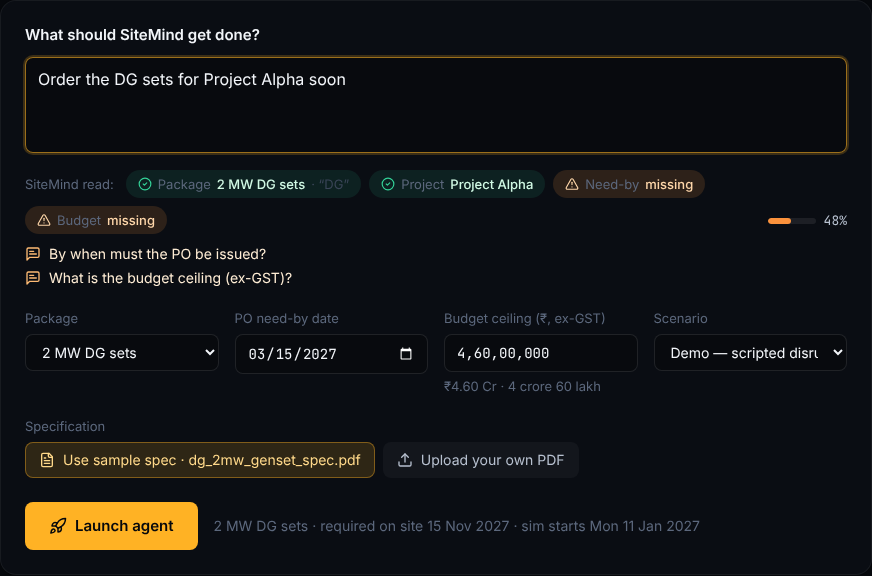 What should SiteMind get done?
Order the DG sets for Project Alpha soon
SiteMind read: Package 2 MW DG sets · "DG" Project Project Alpha Need-by missing
Budget missing 48%
By when must the PO be issued?
What is the budget ceiling (ex-GST)?
Package PO need-by date Budget ceiling (₹, ex-GST) Scenario
2 MW DG sets 03/15/2027 4,60,00,000 Demo — scripted disru
₹4.60 Cr · 4 crore 60 lakh
Specification
Use sample spec · dg_2mw_genset_spec.pdf Upload your own PDF
Launch agent 2 MW DG sets · required on site 15 Nov 2027 · sim starts Mon 11 Jan 2027